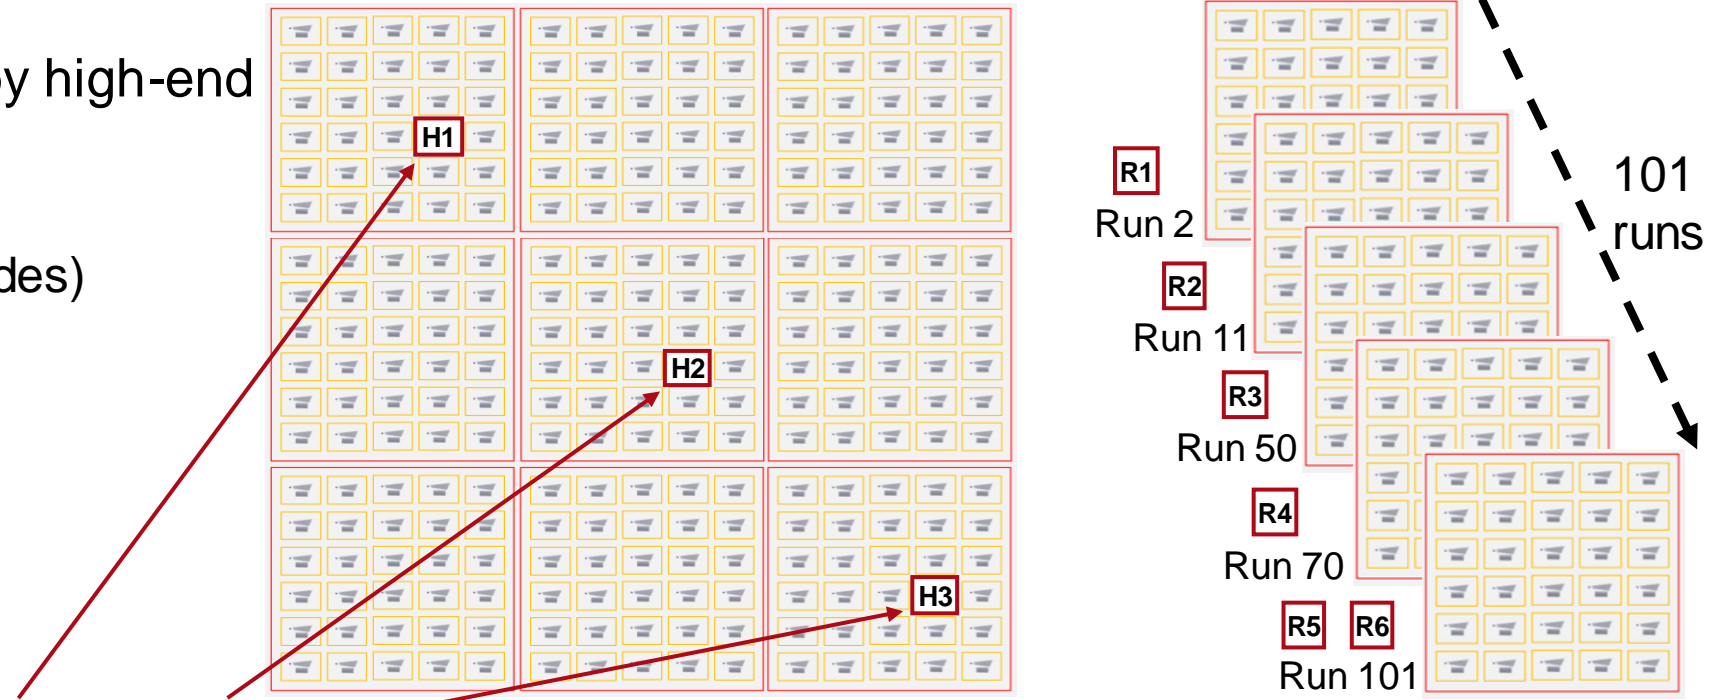 by high-end
des)
H1
H2
H3
R1
Run 2
R2
Run 11
R3
Run 50
R4
Run 70
R5 R6
Run 101
101
runs